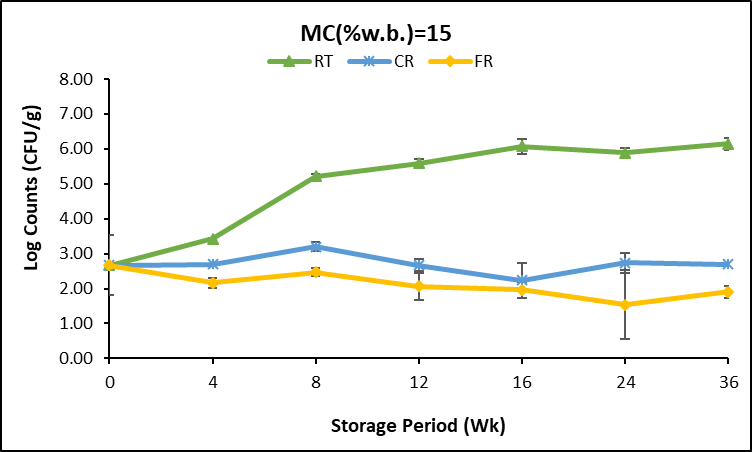 MC(%w.b.)=15
RT CR FR
8.00
7.00
6.00
5.00
4.00
3.00
2.00
1.00
0.00
Log Counts (CFU/g)
0 4 8 12 16 24 36
Storage Period (Wk)